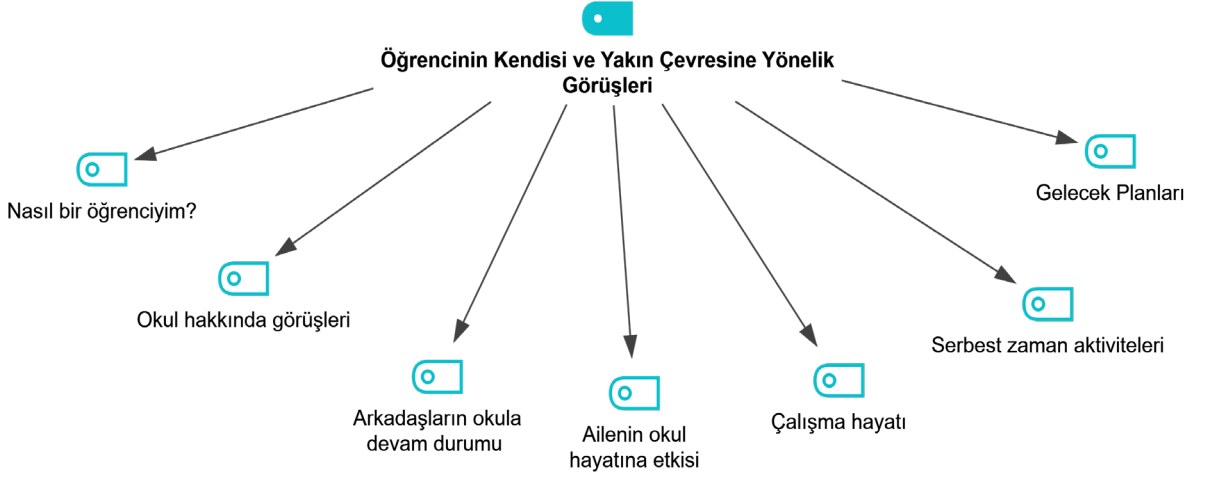 Öğrencinin Kendisi ve Yakın Çevresine Yönelik
Görüşleri
Nasıl bir öğrenciyim?
Okul hakkında görüşleri
Arkadaşların okula
devam durumu
Ailenin okul
hayatına etkisi
Çalışma hayatı
Serbest zaman aktiviteleri
Gelecek Planları